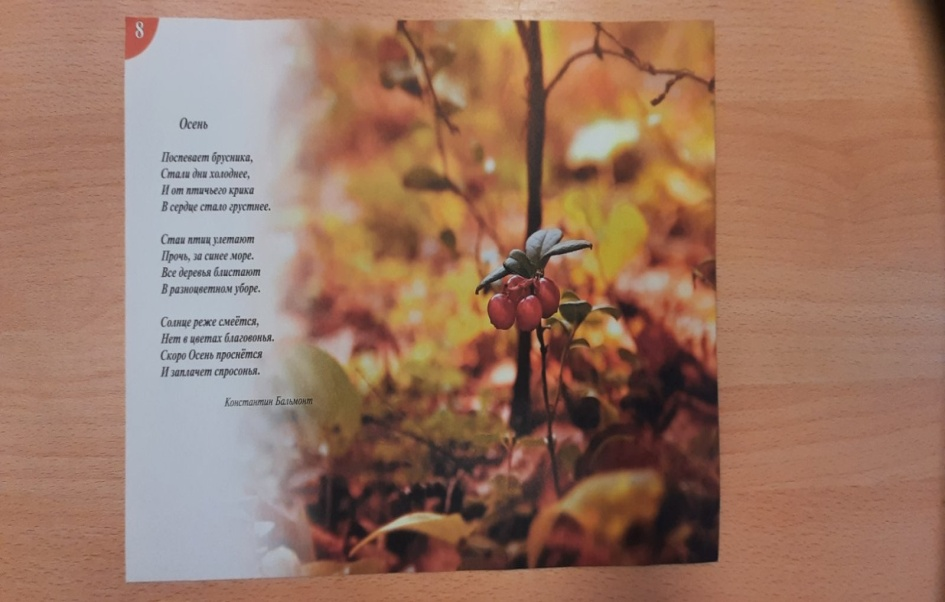 8
Осень
Поспевает брусника,
Стали дни холоднее,
И от птичьего крика
В сердце стало грустнее.
Стаи птиц улетают
Прочь, за синее море.
Все деревья блистают
В разноцветном уборе.
Солнце реже смеётся,
Нет в цветах благовонья.
Скоро Осень проснётся
И заплачет спросонья.
Константин Бальмонт